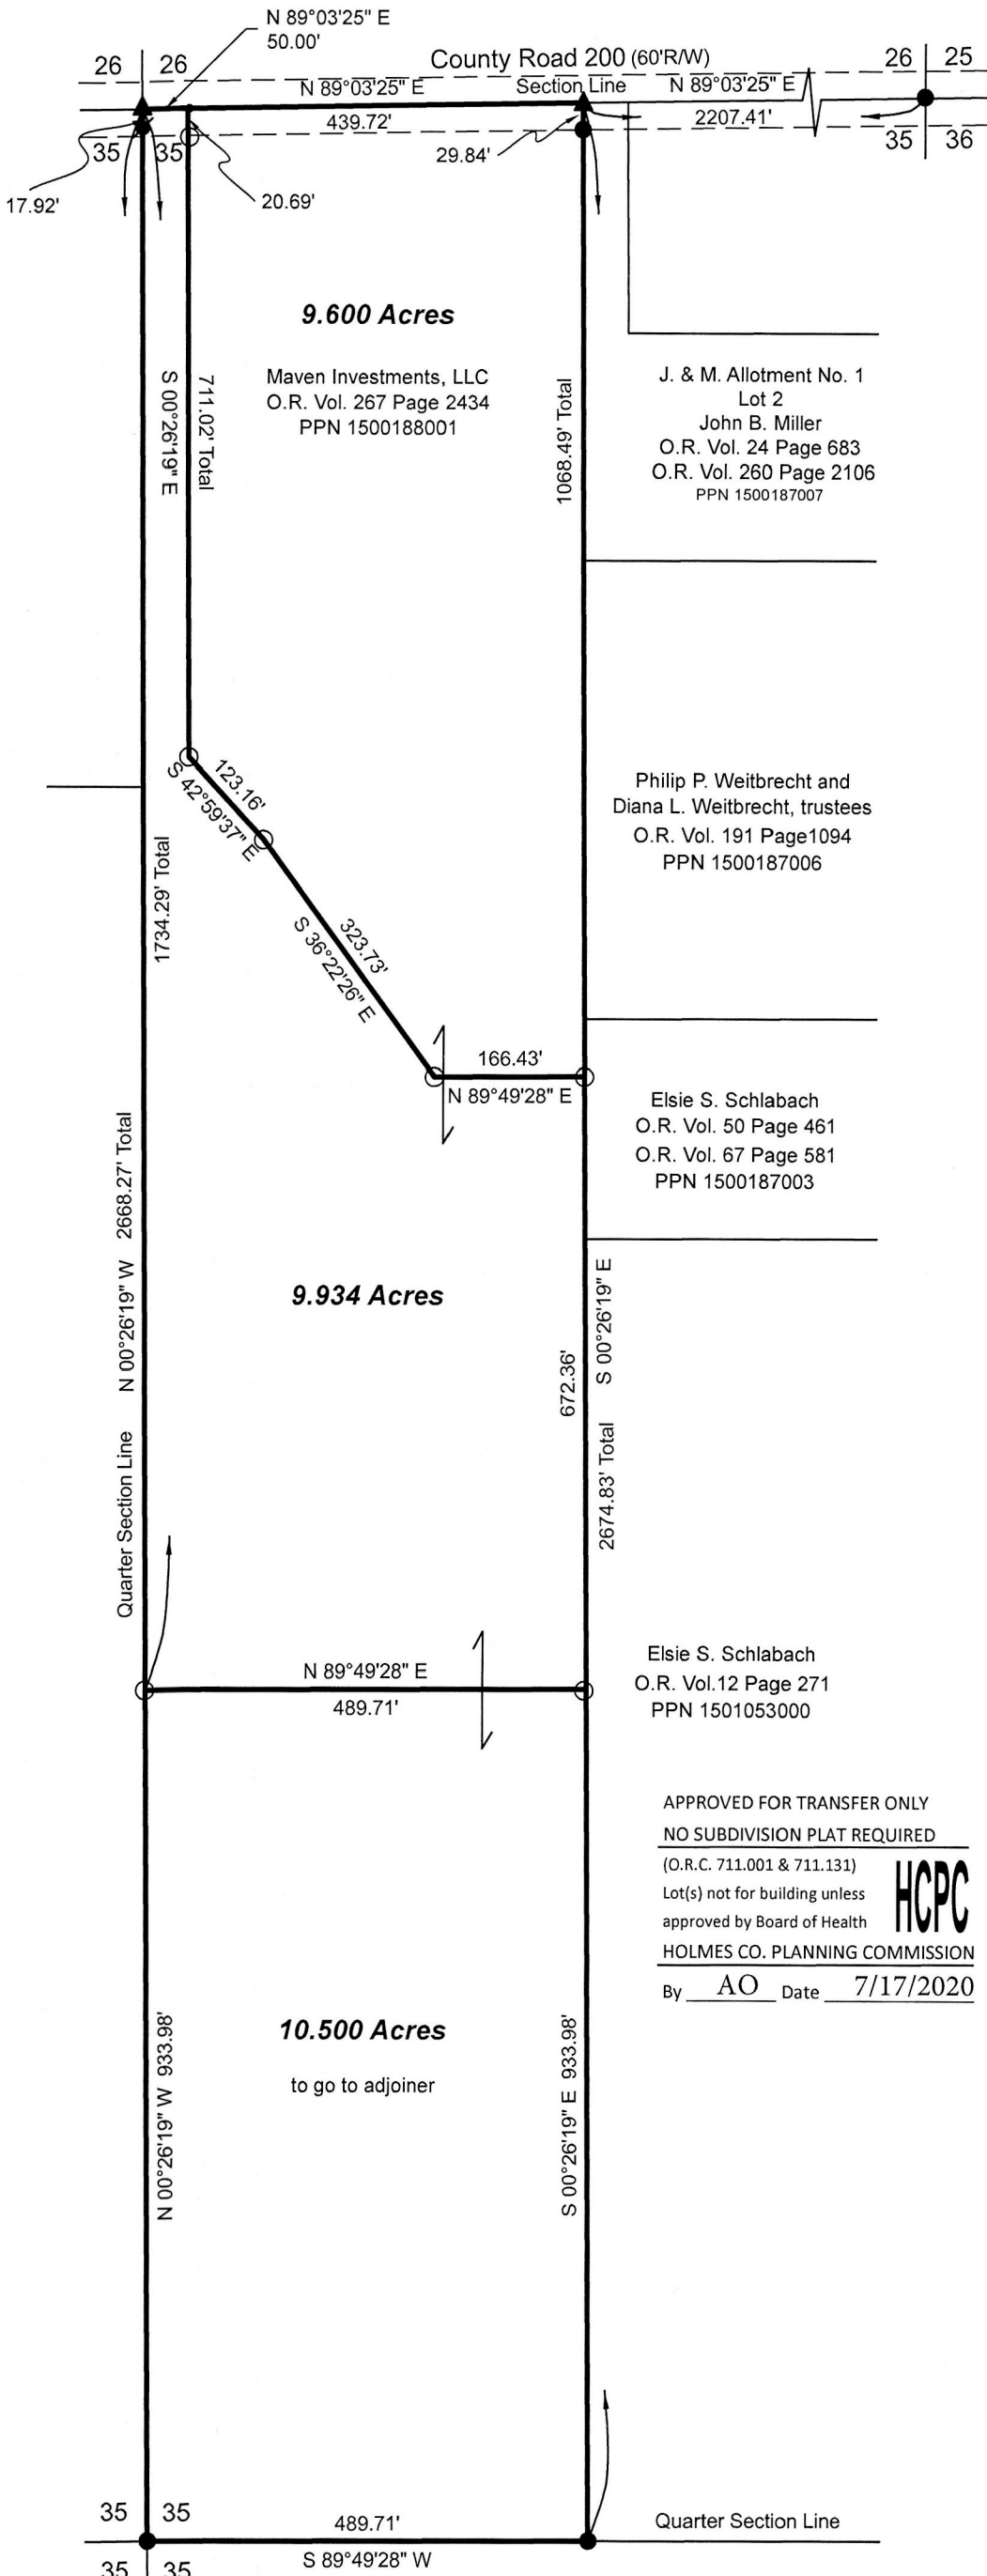 N 89°03'25" E
50.00'
County Road 200 (60'R/W)
26 26
26 25
N 89°03'25" E
Section Line
N 89°03'25" E
439.72'
2207.41'
35 35
35 36
29.84'
17.92'
20.69'
9.600 Acres
Maven Investments, LLC
O.R. Vol. 267 Page 2434
PPN 1500188001
S 00°26'19" E
711.02' Total
1068.49' Total
J. & M. Allotment No. 1
Lot 2
John B. Miller
O.R. Vol. 24 Page 683
O.R. Vol. 260 Page 2106
PPN 1500187007
123.16'
S 42°59'37" E
Philip P. Weitbrecht and
Diana L. Weitbrecht, trustees
O.R. Vol. 191 Page1094
PPN 1500187006
1734.29' Total
323.73'
S 36°22'26" E
166.43'
N 89°49'28" E
Elsie S. Schlabach
O.R. Vol. 50 Page 461
O.R. Vol. 67 Page 581
PPN 1500187003
Quarter Section Line N 00°26'19" W 2668.27' Total
9.934 Acres
672.36'
2674.83' Total S 00°26'19" E
N 89°49'28" E
489.71'
Elsie S. Schlabach
O.R. Vol.12 Page 271
PPN 1501053000
APPROVED FOR TRANSFER ONLY
NO SUBDIVISION PLAT REQUIRED
(O.R.C. 711.001 & 711.131)
Lot(s) not for building unless
approved by Board of Health
HCPC
HOLMES CO. PLANNING COMMISSION
By AO Date 7/17/2020
10.500 Acres
to go to adjoiner
N 00°26'19" W 933.98'
S 00°26'19" E 933.98'
35 35
489.71'
Quarter Section Line
S 89°49'28" W
35 35